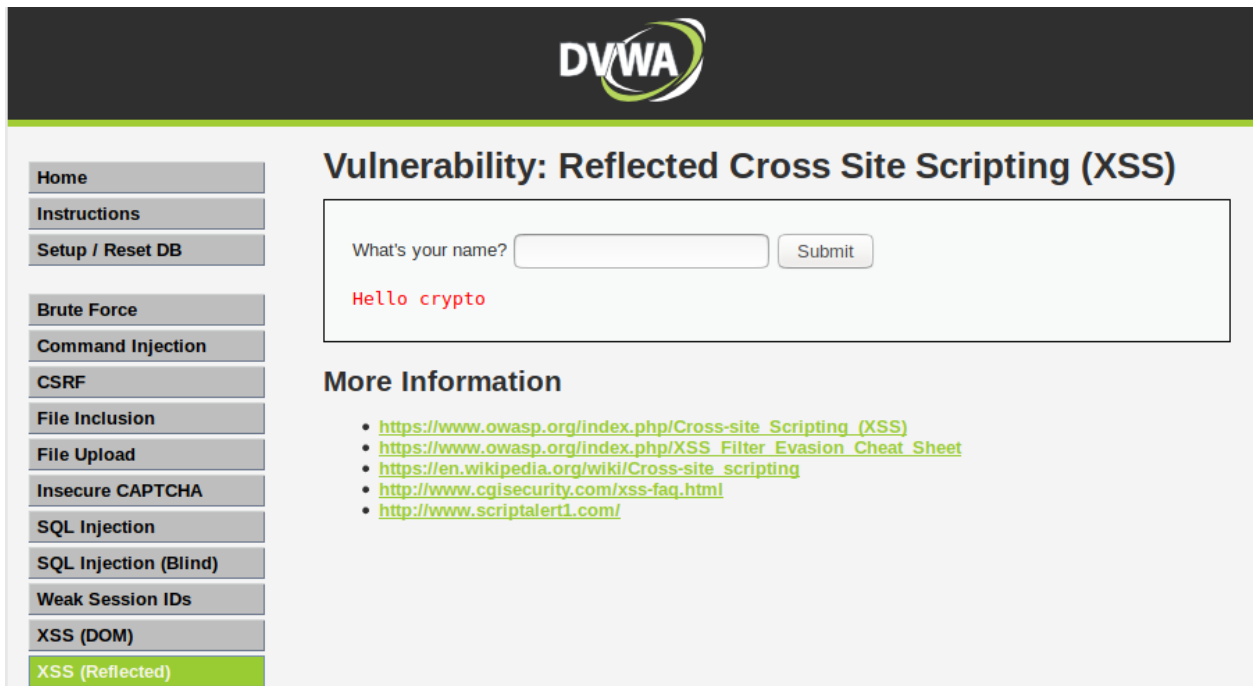 DVWA
Home
Instructions
Setup / Reset DB
Brute Force
Command Injection
CSRF
File Inclusion
File Upload
Insecure CAPTCHA
SQL Injection
SQL Injection (Blind)
Weak Session IDs
XSS (DOM)
XSS (Reflected)
Vulnerability: Reflected Cross Site Scripting (XSS)
What's your name? Submit
Hello crypto
More Information
https://www.owasp.org/index.php/Cross-site_Scripting_(XSS)
https://www.owasp.org/index.php/XSS_Filter_Evasion_Cheat_Sheet
https://en.wikipedia.org/wiki/Cross-site_scripting
http://www.cgisecurity.com/xss-faq.html
http://www.scriptalert1.com/